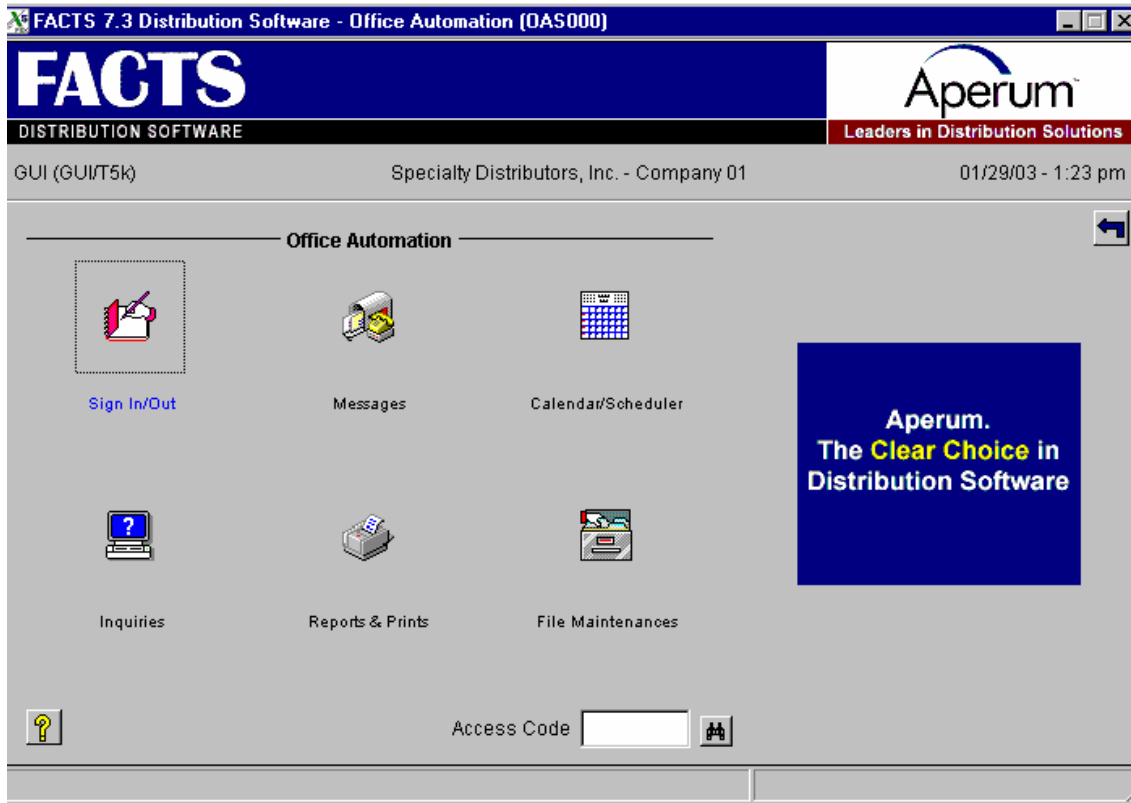 FACTS 7.3 Distribution Software - Office Automation (OAS000)
FACTS
DISTRIBUTION SOFTWARE
Aperum™
Leaders in Distribution Solutions
GUI (GUI/T5k)
Specialty Distributors, Inc. - Company 01
01/29/03 - 1:23 pm
Office Automation
Sign In/Out
Messages
Calendar/Scheduler
Aperum.
The Clear Choice in
Distribution Software
?
Inquiries
Reports & Prints
File Maintenances
?
Access Code